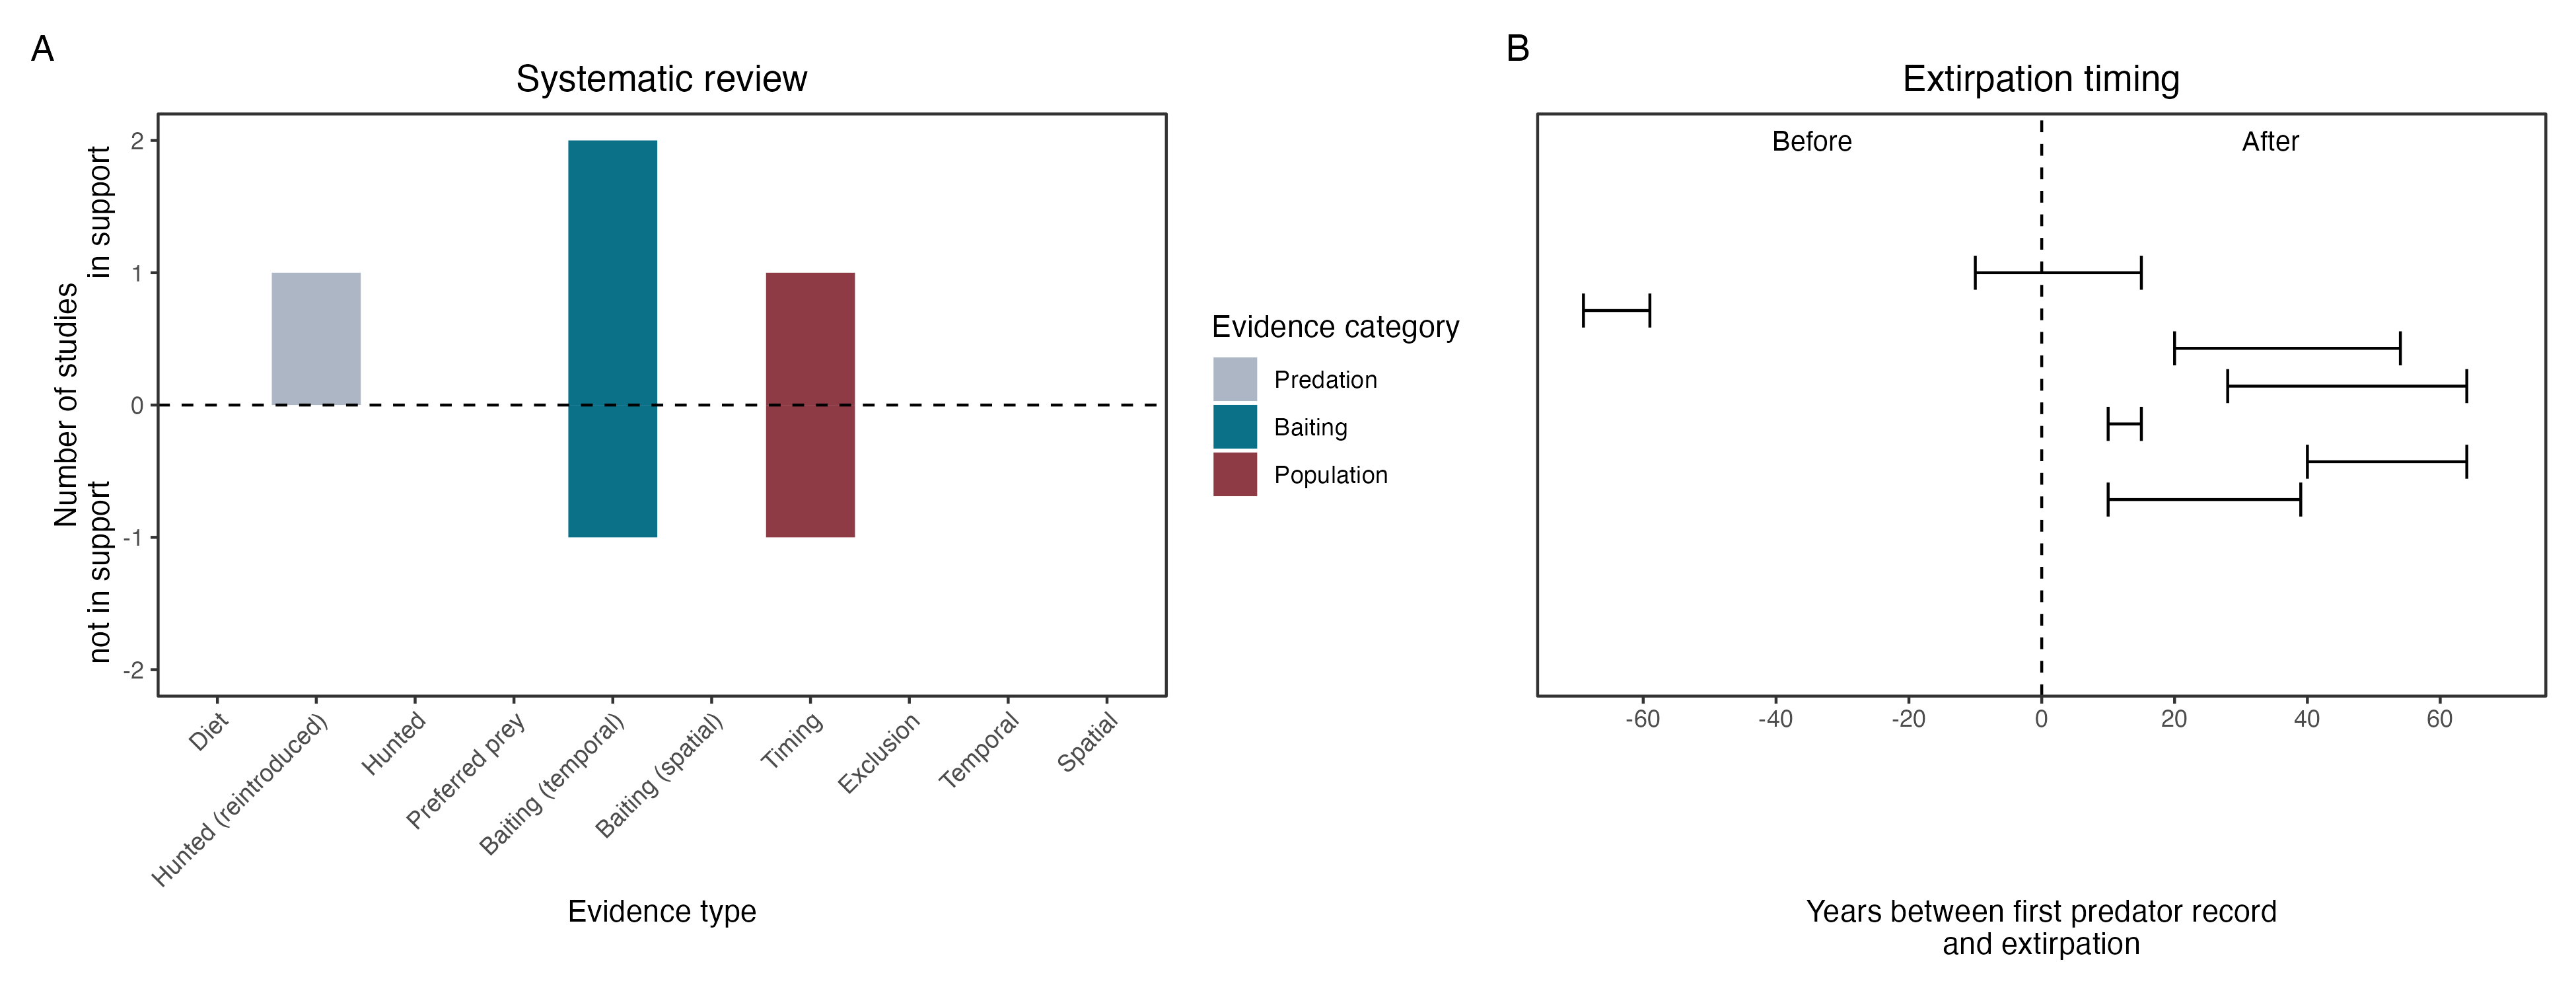 A
Systematic review
Number of studies
in support
not in support
2
1
0
-1
-2
Diet
Hunted (reintroduced)
Hunted
Preferred prey
Baiting (temporal)
Baiting (spatial)
Timing
Exclusion
Temporal
Spatial
Evidence type
Evidence category
Predation
Baiting
Population
B
Extirpation timing
Before
After
-60
-40
-20
0
20
40
60
Years between first predator record
and extirpation